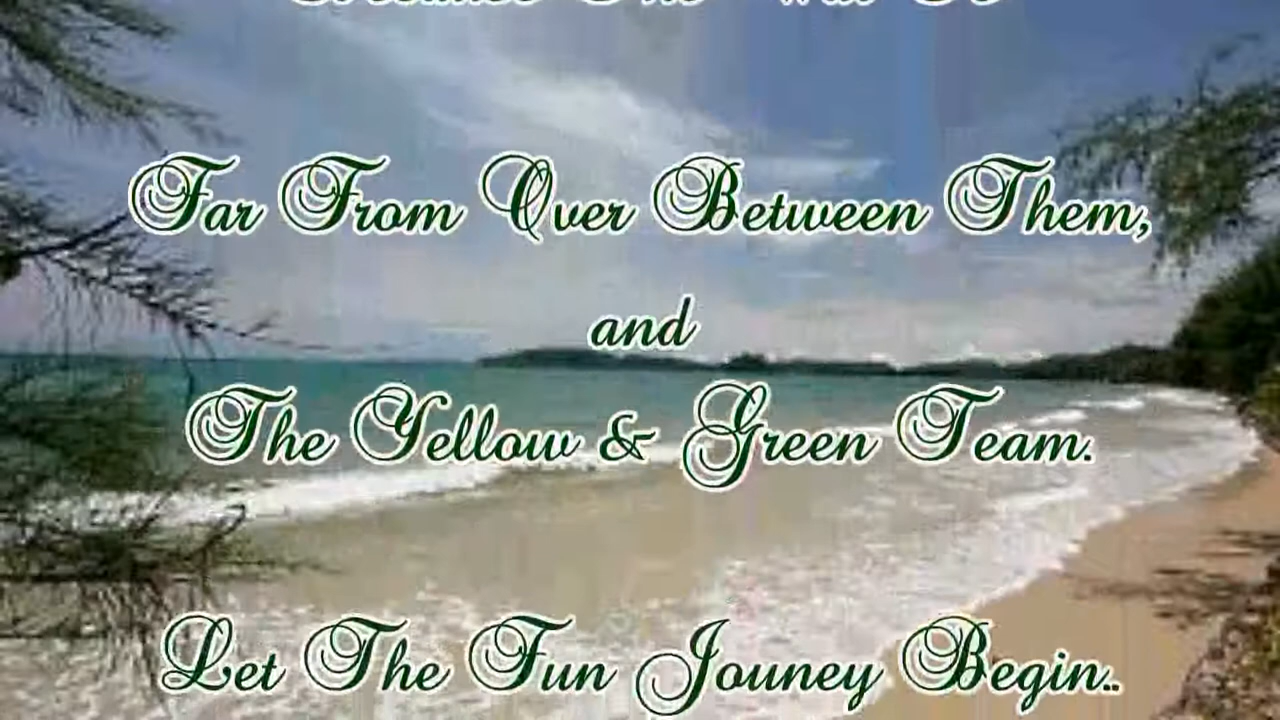 Far From Over Between Them,
and
The Yellow & Green Team.
Let The Fun Jouney Begin..